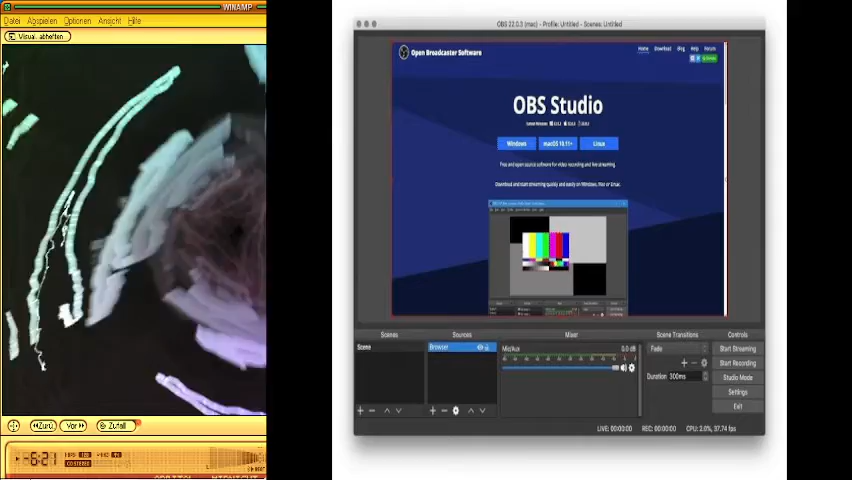 WINAMP
Datei Abspielen Optionen Ansicht Hilfe
Visual. abheften
Zurü
Vor
Zufall
-6:21
OBS 22.0.3 (mac) - Profile: Untitled - Scenes: Untitled
Open Broadcaster Software
Home Download Blog Help Forum
OBS Studio
Windows
macOS 10.11+
Linux
Free and open source software for video recording and live streaming.
Download and start streaming quickly and easily on Windows, Mac or Linux.
Scenes
Sources
Mixer
Scene Transitions
Controls
Scene
Browser
Mic/Aux
0.0 dB
Fade
Duration 300ms
Start Streaming
Start Recording
Studio Mode
Settings
Exit
LIVE: 00:00:00
REC: 00:00:00
CPU: 2.0%, 37.74 fps